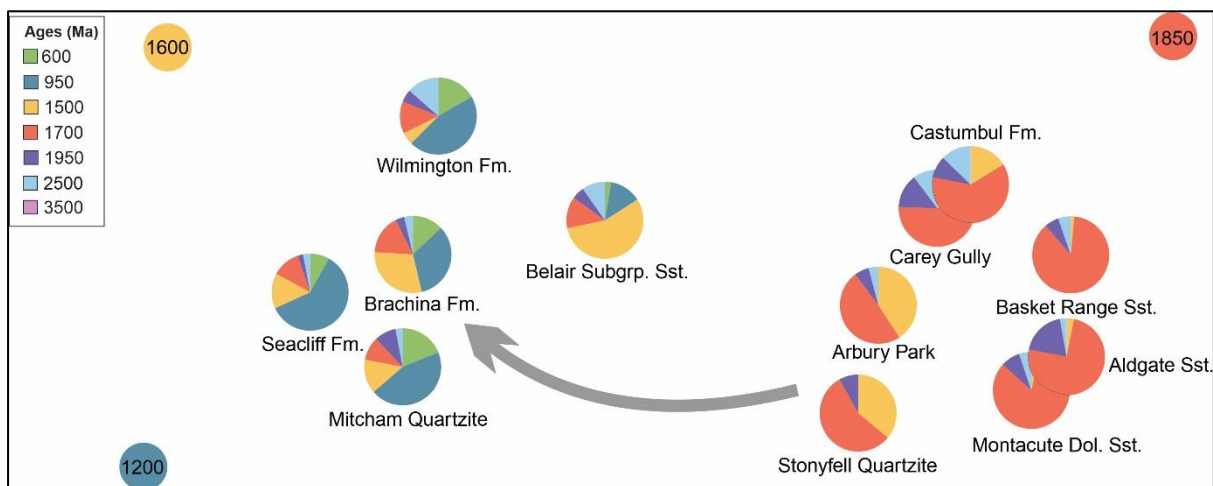 Ages (Ma)
600
950
1500
1700
1950
2500
3500
1600
1850
Wilmington Fm.
Castumbul Fm.
Belair Subgrp. Sst.
Carey Gully
Brachina Fm.
Basket Range Sst.
Seacliff Fm.
Arbury Park
Aldgate Sst.
Mitcham Quartzite
Montacute Dol. Sst.
Stonyfell Quartzite
1200